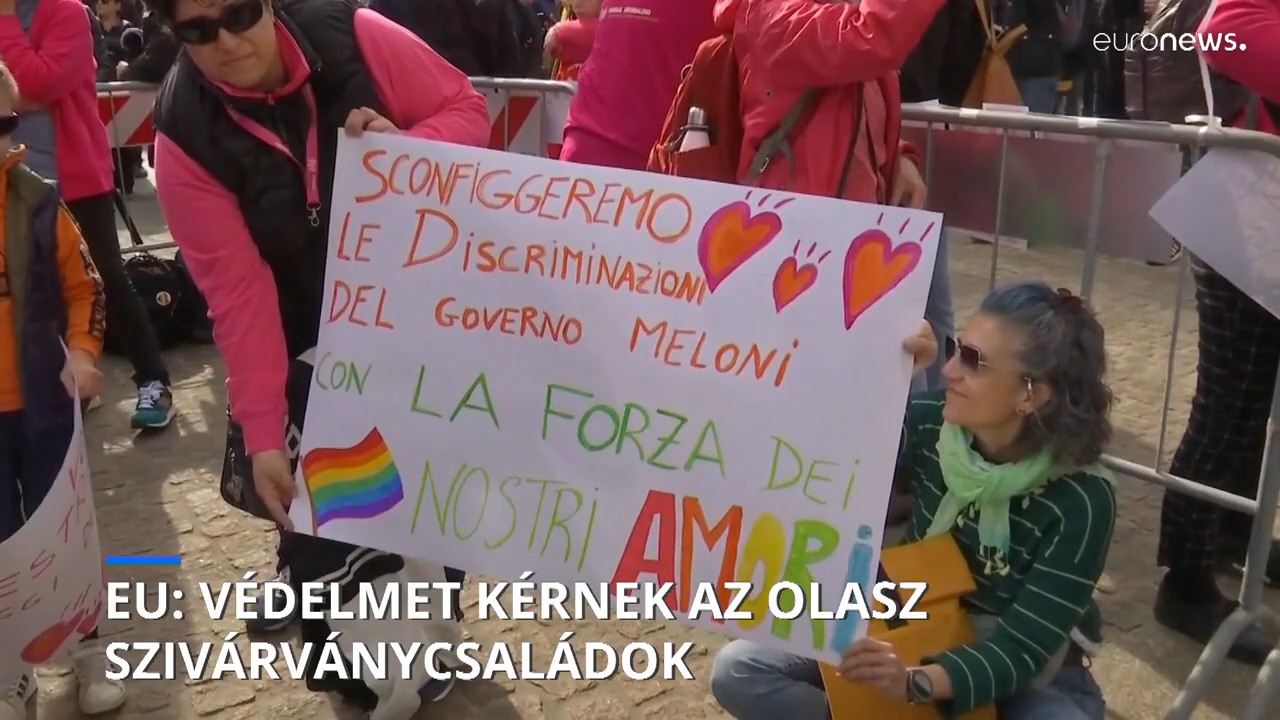 euronews.
SCONFIGGEREMO
LE DISCRIMINAZIONI
DEL GOVERNO MELONI
CON LA FORZA DEI
NOSTRI AMORI
EU: VÉDELMET KÉRNEK AZ OLASZ
SZIVÁRVÁNYCSALÁDOK